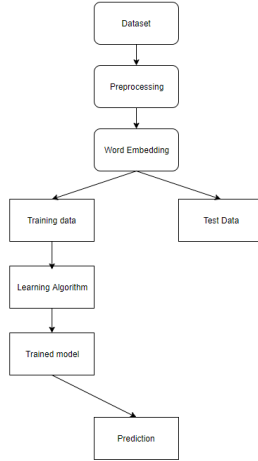 Dataset
Preprocessing
Word Embedding
Training data
Test Data
Learning Algorithm
Trained model
Prediction